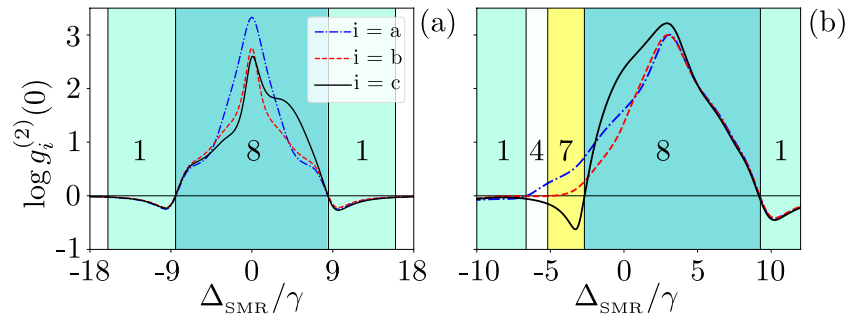 (a)
(b)
log g_i^(2)(0)
3
2
1
0
-1
i = a
i = b
i = c
1
8
1
1
4
7
8
1
-18
-9
0
9
18
-10
-5
0
5
10
Δ_SMR/γ
Δ_SMR/γ